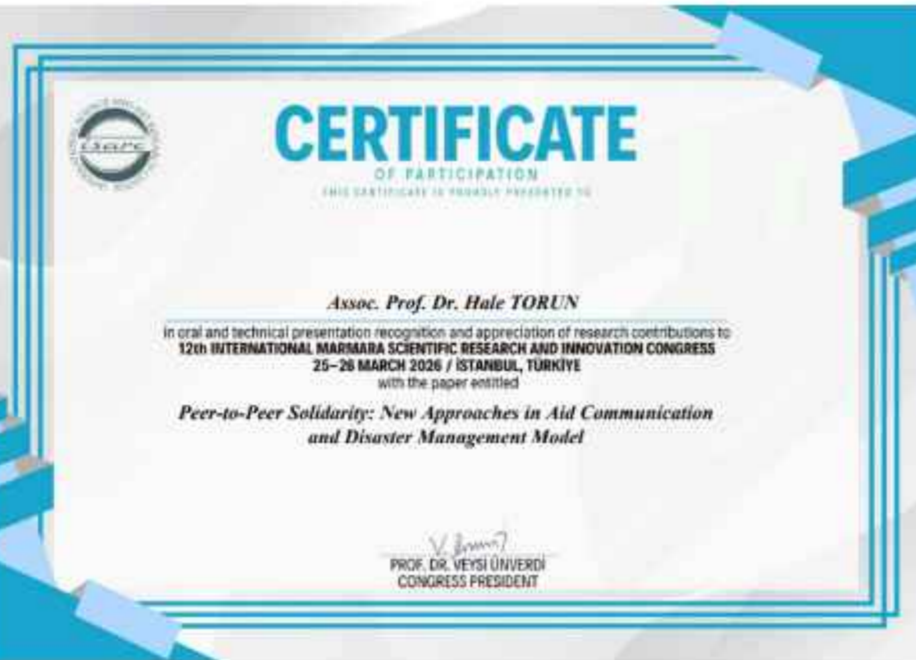 isarc
CERTIFICATE
OF PARTICIPATION
THIS CERTIFICATE IS PROUDLY PRESENTED TO
Assoc. Prof. Dr. Hale TORUN
in oral and technical presentation recognition and appreciation of research contributions to
12th INTERNATIONAL MARMARA SCIENTIFIC RESEARCH AND INNOVATION CONGRESS
25–26 MARCH 2026 / İSTANBUL, TÜRKİYE
with the paper entitled
Peer-to-Peer Solidarity: New Approaches in Aid Communication
and Disaster Management Model
PROF. DR. VEYSİ ÜNVERDİ
CONGRESS PRESIDENT